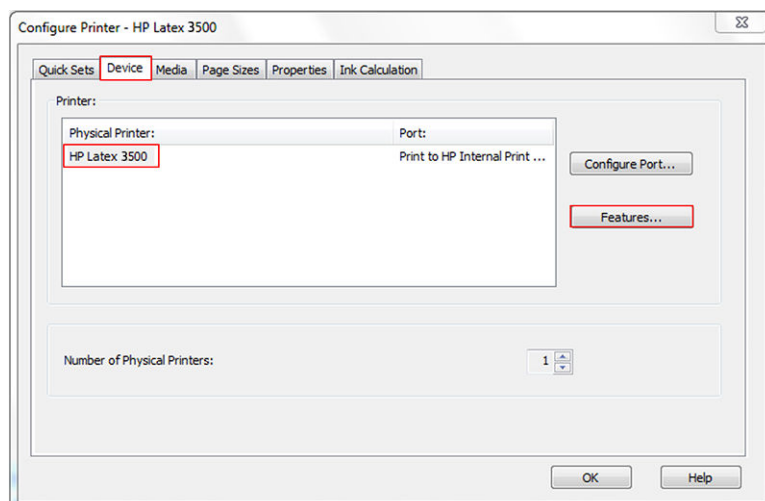 Configure Printer - HP Latex 3500
Quick Sets Device Media Page Sizes Properties Ink Calculation
Printer:
Physical Printer: Port:
HP Latex 3500 Print to HP Internal Print ...
Configure Port...
Features...
Number of Physical Printers: 1
OK Help